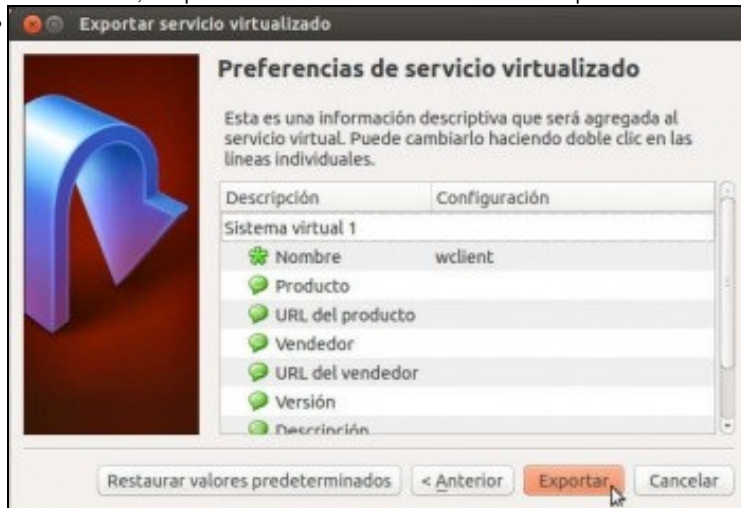 Exportar servicio virtualizado
Preferencias de servicio virtualizado
Esta es una información descriptiva que será agregada al
servicio virtual. Puede cambiarlo haciendo doble clic en las
líneas individuales.
Descripción Configuración
Sistema virtual 1
Nombre wclient
Producto
URL del producto
Vendedor
URL del vendedor
Versión
Descripción
Restaurar valores predeterminados < Anterior Exportar Cancelar